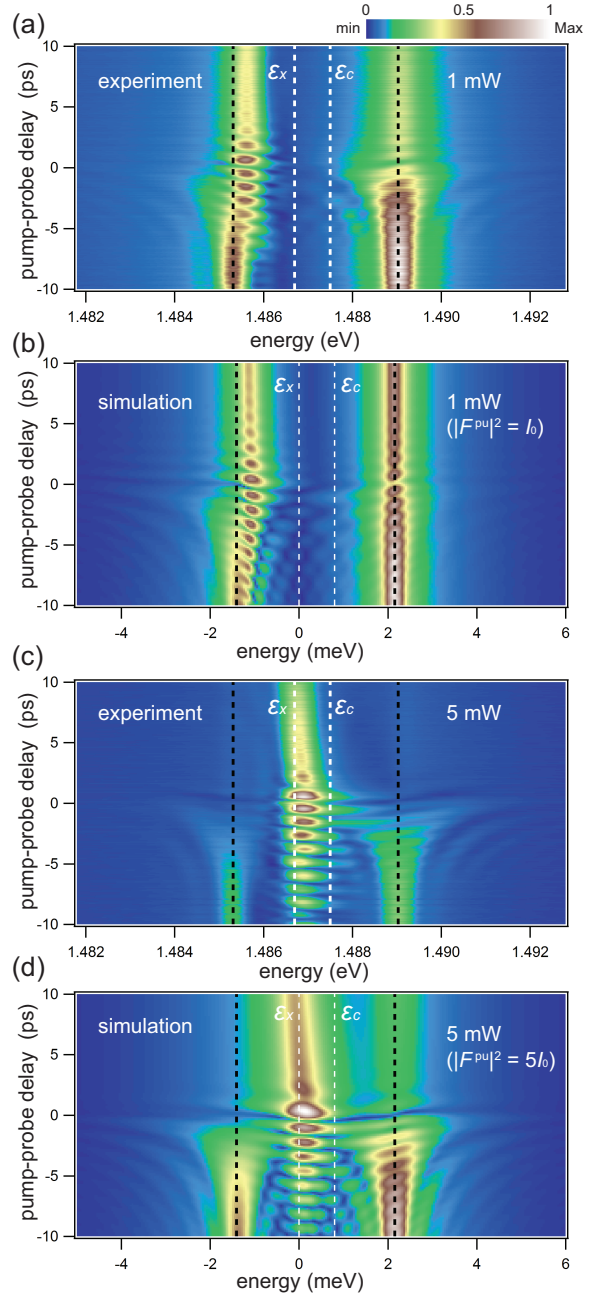 (a)
0 0.5 1
min Max
experiment εx εc 1 mW
pump-probe delay (ps)
10
5
0
-5
-10
1.482 1.484 1.486 1.488 1.490 1.492
energy (eV)
(b)
simulation εx εc 1 mW
(|F^pu|² = I₀)
pump-probe delay (ps)
10
5
0
-5
-10
-4 -2 0 2 4 6
energy (meV)
(c)
experiment εx εc 5 mW
pump-probe delay (ps)
10
5
0
-5
-10
1.482 1.484 1.486 1.488 1.490 1.492
energy (eV)
(d)
simulation εx εc 5 mW
(|F^pu|² = 5I₀)
pump-probe delay (ps)
10
5
0
-5
-10
-4 -2 0 2 4 6
energy (meV)